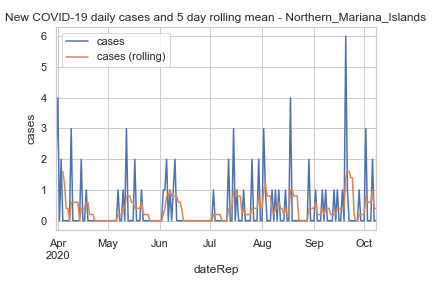 New COVID-19 daily cases and 5 day rolling mean - Northern_Mariana_Islands
cases
cases (rolling)
6
5
4
3
2
1
0
cases
Apr May Jun Jul Aug Sep Oct
2020
dateRep